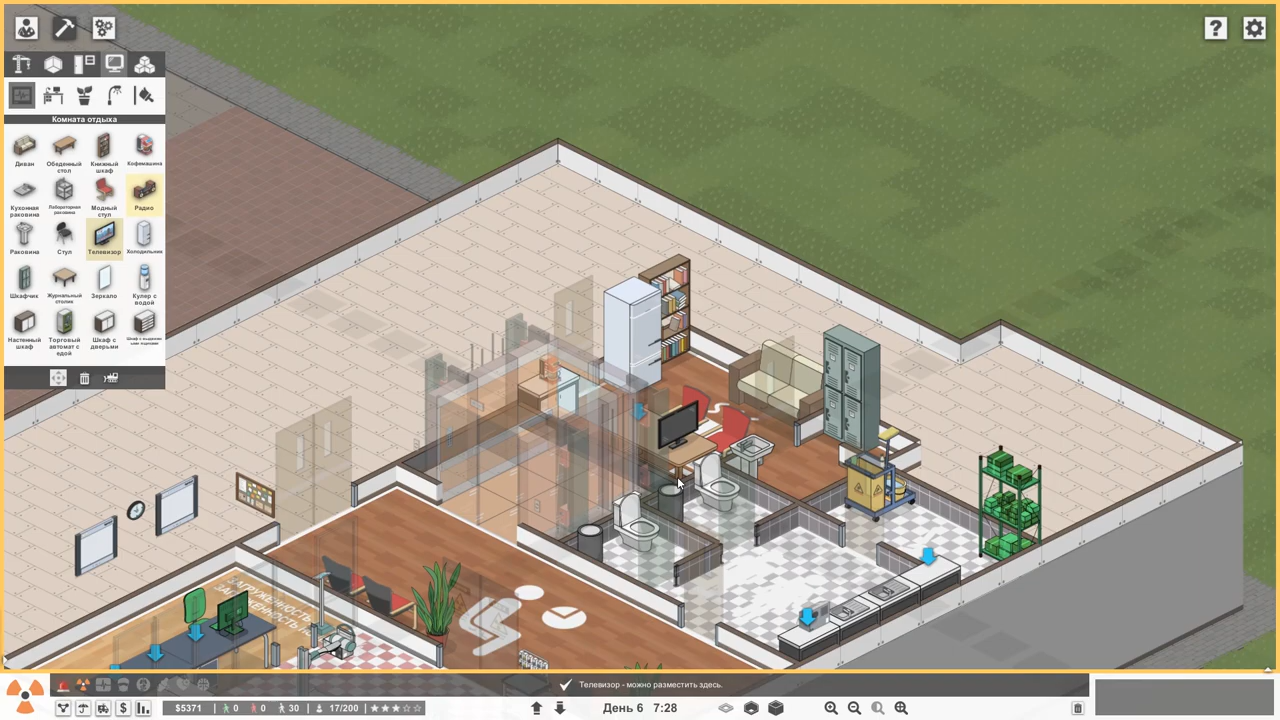 ?
Комната отдыха
Диван
Обеденный стол
Книжный шкаф
Кофемашина
Кухонная раковина
Лабораторная раковина
Модный стул
Радио
Раковина
Стул
Телевизор
Холодильник
Шкафчик
Журнальный столик
Зеркало
Кулер с водой
Настенный шкаф
Торговый автомат с едой
Шкаф с дверьми
Телевизор - можно разместить здесь.
$5371
0
0
30
17/200
День 6 7:28